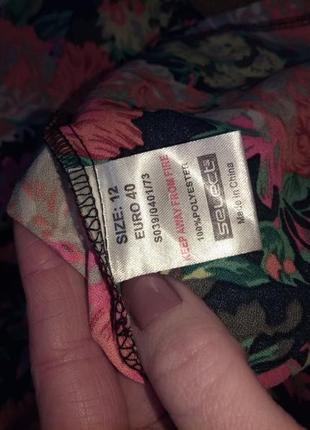 Select
Made in China
100%POLYESTER
KEEP AWAY FROM FIRE
S039/0401/73
EURO 40
SIZE: 12